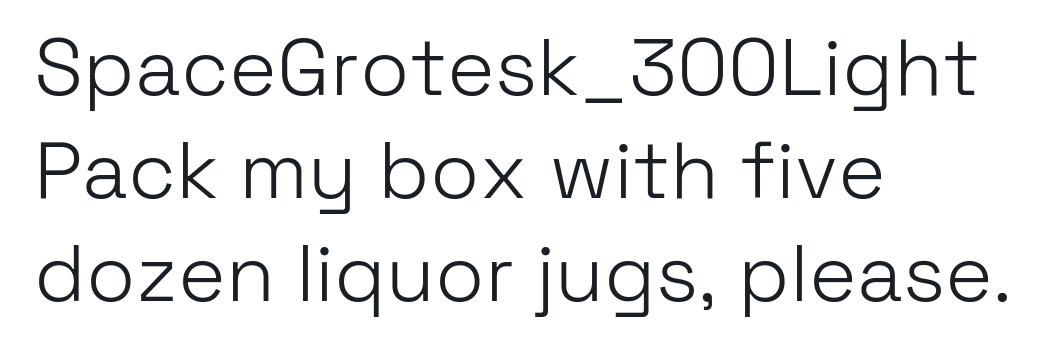 SpaceGrotesk_300Light
Pack my box with five
dozen liquor jugs, please.